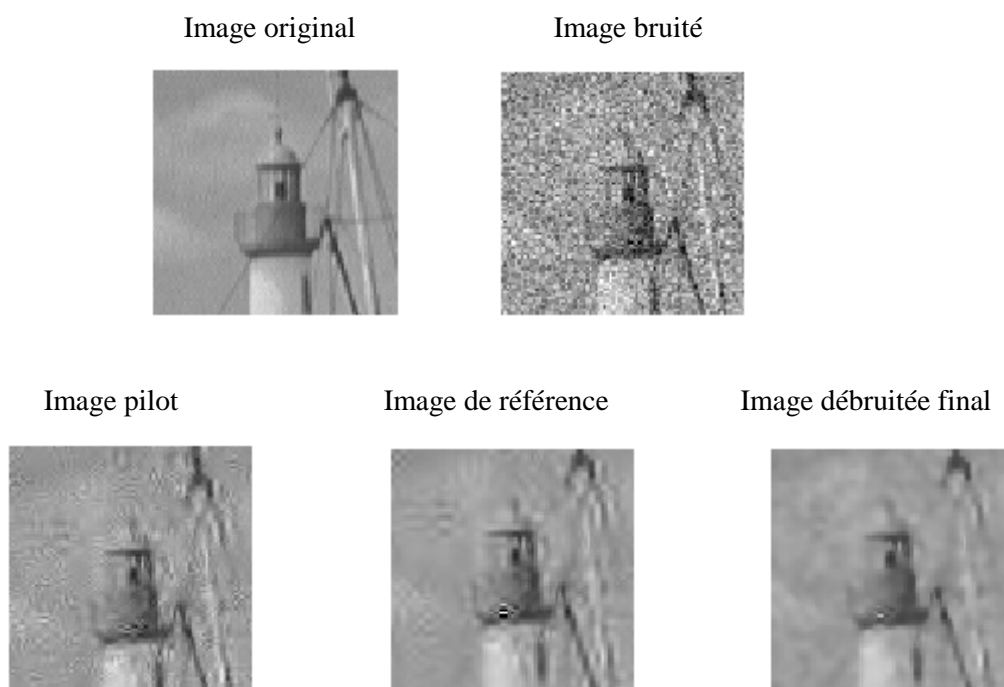 Image original
Image bruité
Image pilot
Image de référence
Image débruitée final